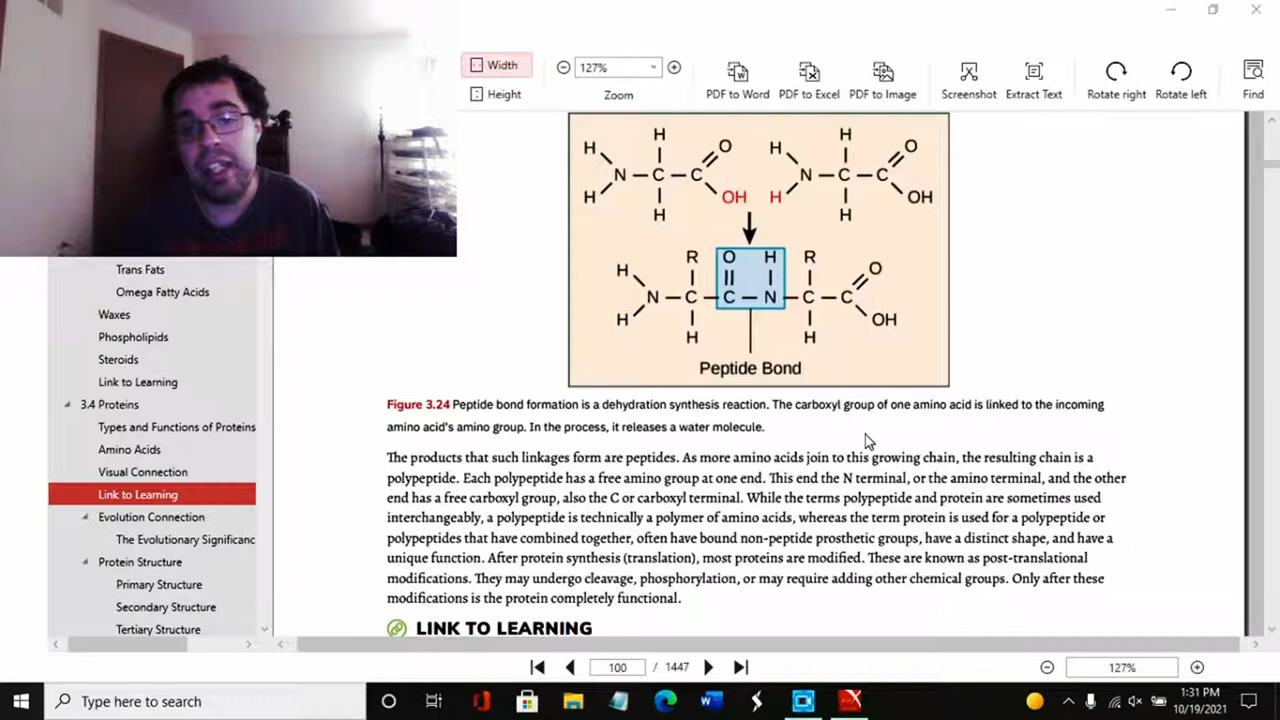 Width
Height
127%
Zoom
PDF to Word
PDF to Excel
PDF to Image
Screenshot
Extract Text
Rotate right
Rotate left
Find
H H H H
O O
N C C N C C
H OH H OH
H H
R O H R
H O
N C C N C C
H OH
H H
Peptide Bond
Trans Fats
Omega Fatty Acids
Waxes
Phospholipids
Steroids
Link to Learning
3.4 Proteins
Types and Functions of Proteins
Amino Acids
Visual Connection
Link to Learning
Evolution Connection
The Evolutionary Significanc
Protein Structure
Primary Structure
Secondary Structure
Tertiary Structure
Figure 3.24 Peptide bond formation is a dehydration synthesis reaction. The carboxyl group of one amino acid is linked to the incoming
amino acid's amino group. In the process, it releases a water molecule.
The products that such linkages form are peptides. As more amino acids join to this growing chain, the resulting chain is a
polypeptide. Each polypeptide has a free amino group at one end. This end the N terminal, or the amino terminal, and the other
end has a free carboxyl group, also the C or carboxyl terminal. While the terms polypeptide and protein are sometimes used
interchangeably, a polypeptide is technically a polymer of amino acids, whereas the term protein is used for a polypeptide or
polypeptides that have combined together, often have bound non-peptide prosthetic groups, have a distinct shape, and have a
unique function. After protein synthesis (translation), most proteins are modified. These are known as post-translational
modifications. They may undergo cleavage, phosphorylation, or may require adding other chemical groups. Only after these
modifications is the protein completely functional.
LINK TO LEARNING
100 / 1447
127%
Type here to search
1:31 PM
10/19/2021